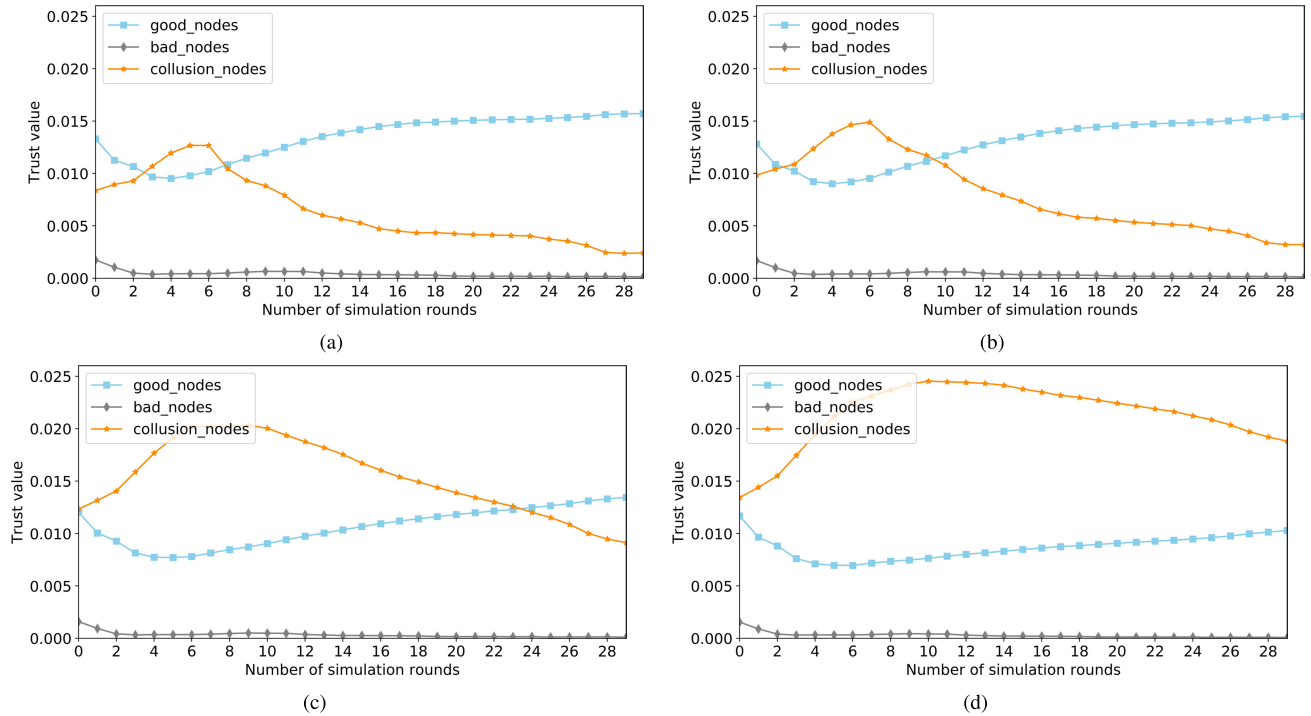 0.025
0.020
0.015
0.010
0.005
0.000
Trust value
good_nodes
bad_nodes
collusion_nodes
0 2 4 6 8 10 12 14 16 18 20 22 24 26 28
Number of simulation rounds
(a)
0.025
0.020
0.015
0.010
0.005
0.000
Trust value
good_nodes
bad_nodes
collusion_nodes
0 2 4 6 8 10 12 14 16 18 20 22 24 26 28
Number of simulation rounds
(b)
0.025
0.020
0.015
0.010
0.005
0.000
Trust value
good_nodes
bad_nodes
collusion_nodes
0 2 4 6 8 10 12 14 16 18 20 22 24 26 28
Number of simulation rounds
(c)
0.025
0.020
0.015
0.010
0.005
0.000
Trust value
good_nodes
bad_nodes
collusion_nodes
0 2 4 6 8 10 12 14 16 18 20 22 24 26 28
Number of simulation rounds
(d)